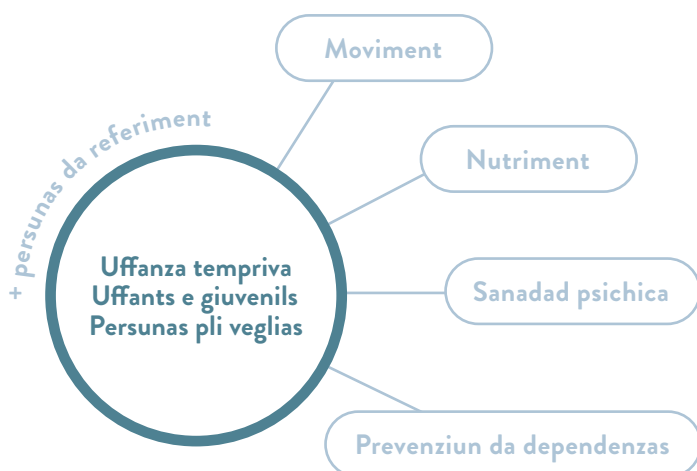 Moviment
+ persunas da referiment
Nutriment
Uffanza tempriva
Uffants e giuvenils
Persunas pli veglias
Sanadad psichica
Prevenziun da dependenzas